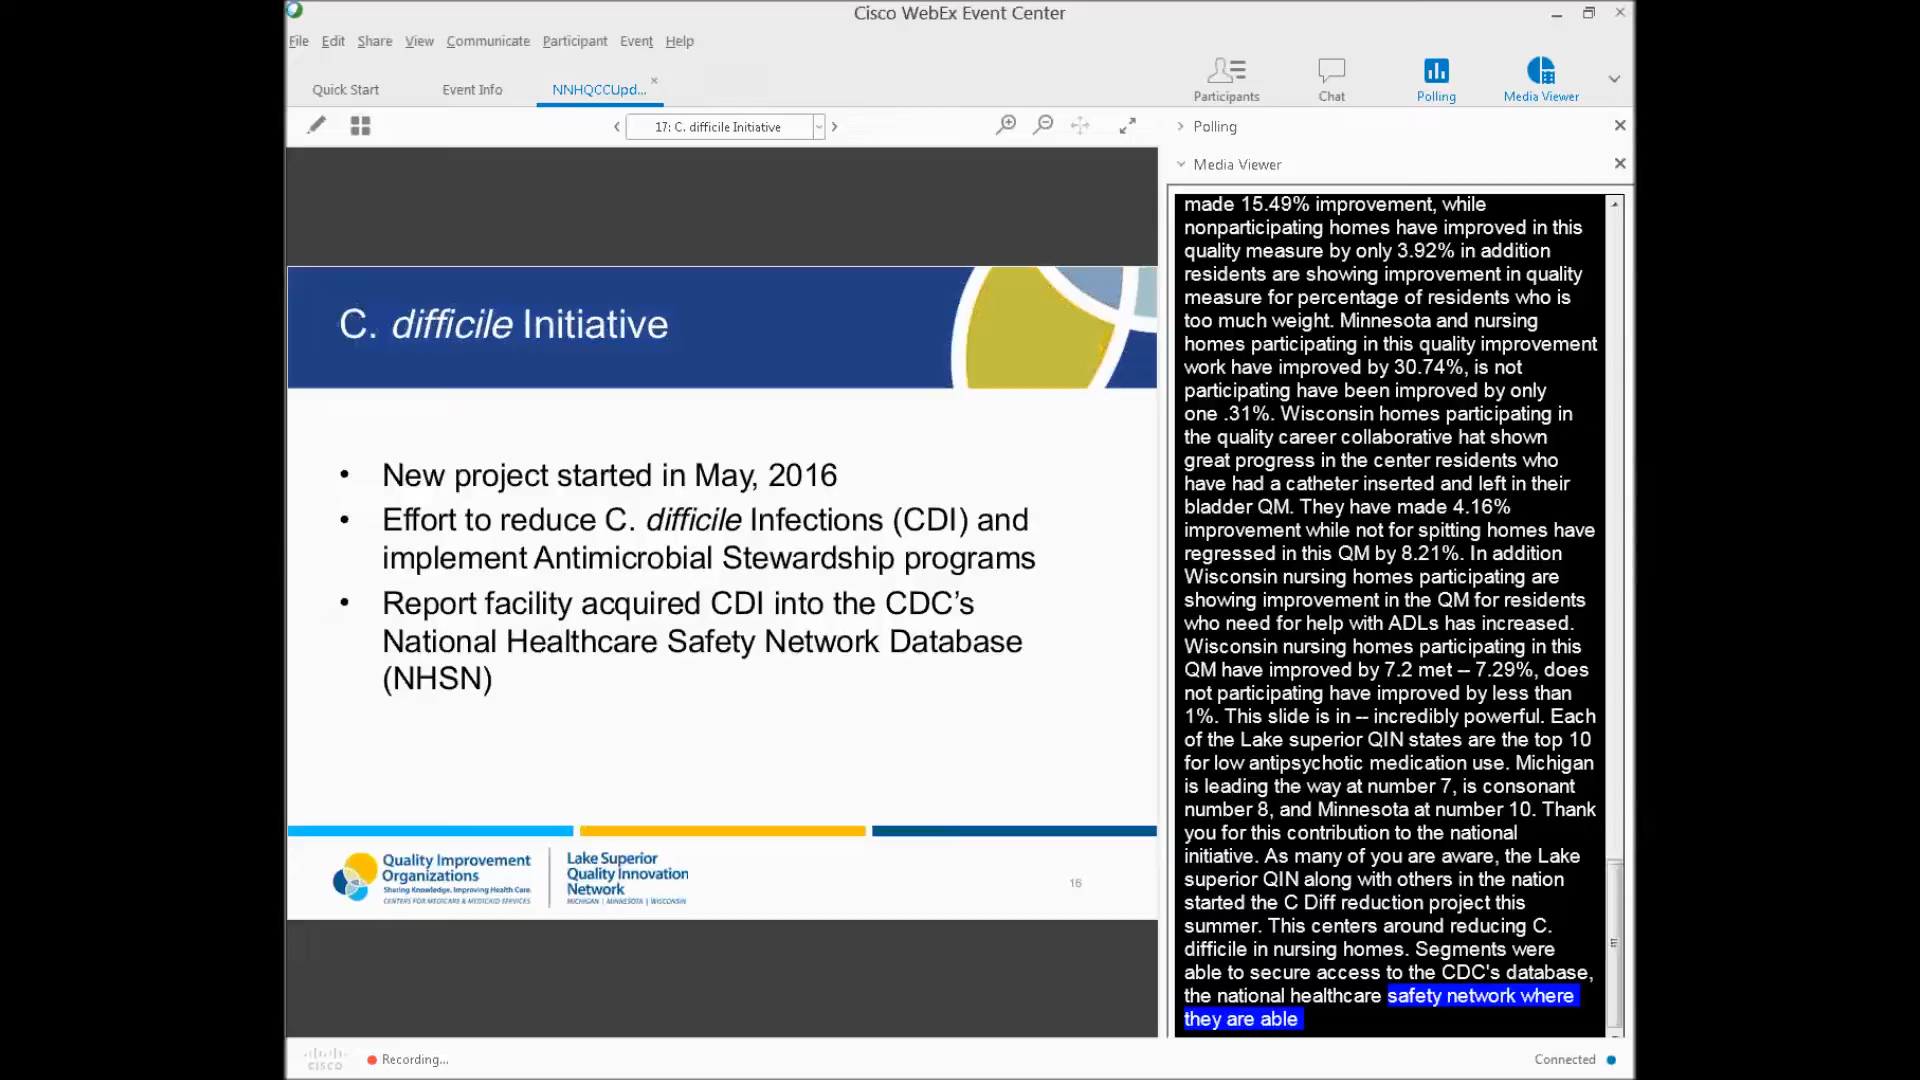 Cisco WebEx Event Center
File Edit Share View Communicate Participant Event Help
Quick Start Event Info NNHQCCUpd...
Participants Chat Polling Media Viewer
17: C. difficile Initiative
Polling
Media Viewer
C. difficile Initiative
• New project started in May, 2016
• Effort to reduce C. difficile Infections (CDI) and
implement Antimicrobial Stewardship programs
• Report facility acquired CDI into the CDC’s
National Healthcare Safety Network Database
(NHSN)
Quality Improvement
Organizations
Sharing Knowledge. Improving Health Care.
CENTERS FOR MEDICARE & MEDICAID SERVICES
Lake Superior
Quality Innovation
Network
MICHIGAN | MINNESOTA | WISCONSIN
16
made 15.49% improvement, while
nonparticipating homes have improved in this
quality measure by only 3.92% in addition
residents are showing improvement in quality
measure for percentage of residents who is
too much weight. Minnesota and nursing
homes participating in this quality improvement
work have improved by 30.74%, is not
participating have been improved by only
one .31%. Wisconsin homes participating in
the quality career collaborative hat shown
great progress in the center residents who
have had a catheter inserted and left in their
bladder QM. They have made 4.16%
improvement while not for spitting homes have
regressed in this QM by 8.21%. In addition
Wisconsin nursing homes participating are
showing improvement in the QM for residents
who need for help with ADLs has increased.
Wisconsin nursing homes participating in this
QM have improved by 7.2 met -- 7.29%, does
not participating have improved by less than
1%. This slide is in -- incredibly powerful. Each
of the Lake superior QIN states are the top 10
for low antipsychotic medication use. Michigan
is leading the way at number 7, is consonant
number 8, and Minnesota at number 10. Thank
you for this contribution to the national
initiative. As many of you are aware, the Lake
superior QIN along with others in the nation
started the C Diff reduction project this
summer. This centers around reducing C.
difficile in nursing homes. Segments were
able to secure access to the CDC's database,
the national healthcare safety network where
they are able
CISCO
Recording...
Connected